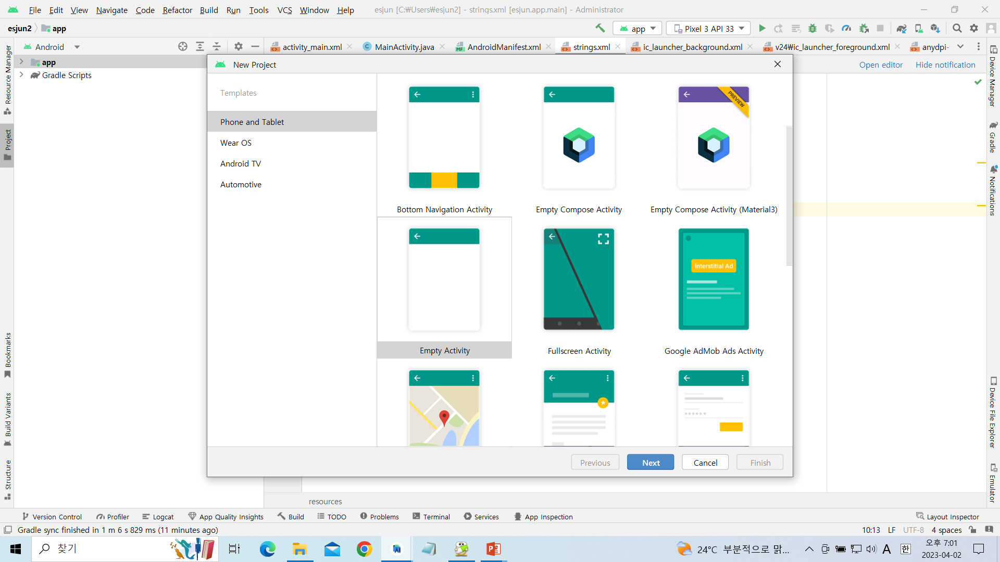 File Edit View Navigate Code Refactor Build Run Tools VCS Window Help esjun [C:₩Users₩esjun2] - strings.xml [esjun.app.main] - Administrator
esjun2 app app Pixel 3 API 33
Android activity_main.xml MainActivity.java AndroidManifest.xml strings.xml ic_launcher_background.xml v24₩ic_launcher_foreground.xml anydpi-
app
Gradle Scripts
Resource Manager
Project
Bookmarks
Build Variants
Structure
New Project
Open editor Hide notification
Templates
Phone and Tablet
Wear OS
Android TV
Automotive
PREVIEW
Bottom Navigation Activity Empty Compose Activity Empty Compose Activity (Material3)
Interstitial Ad
Empty Activity Fullscreen Activity Google AdMob Ads Activity
Previous Next Cancel Finish
Device Manager
Gradle
Notifications
Device File Explorer
Emulator
resources
Version Control Profiler Logcat App Quality Insights Build TODO Problems Terminal Services App Inspection Layout Inspector
Gradle sync finished in 1 m 6 s 829 ms (11 minutes ago) 10:13 LF UTF-8 4 spaces
찾기 24°C 부분적으로 맑... A 한 오후 7:01
2023-04-02